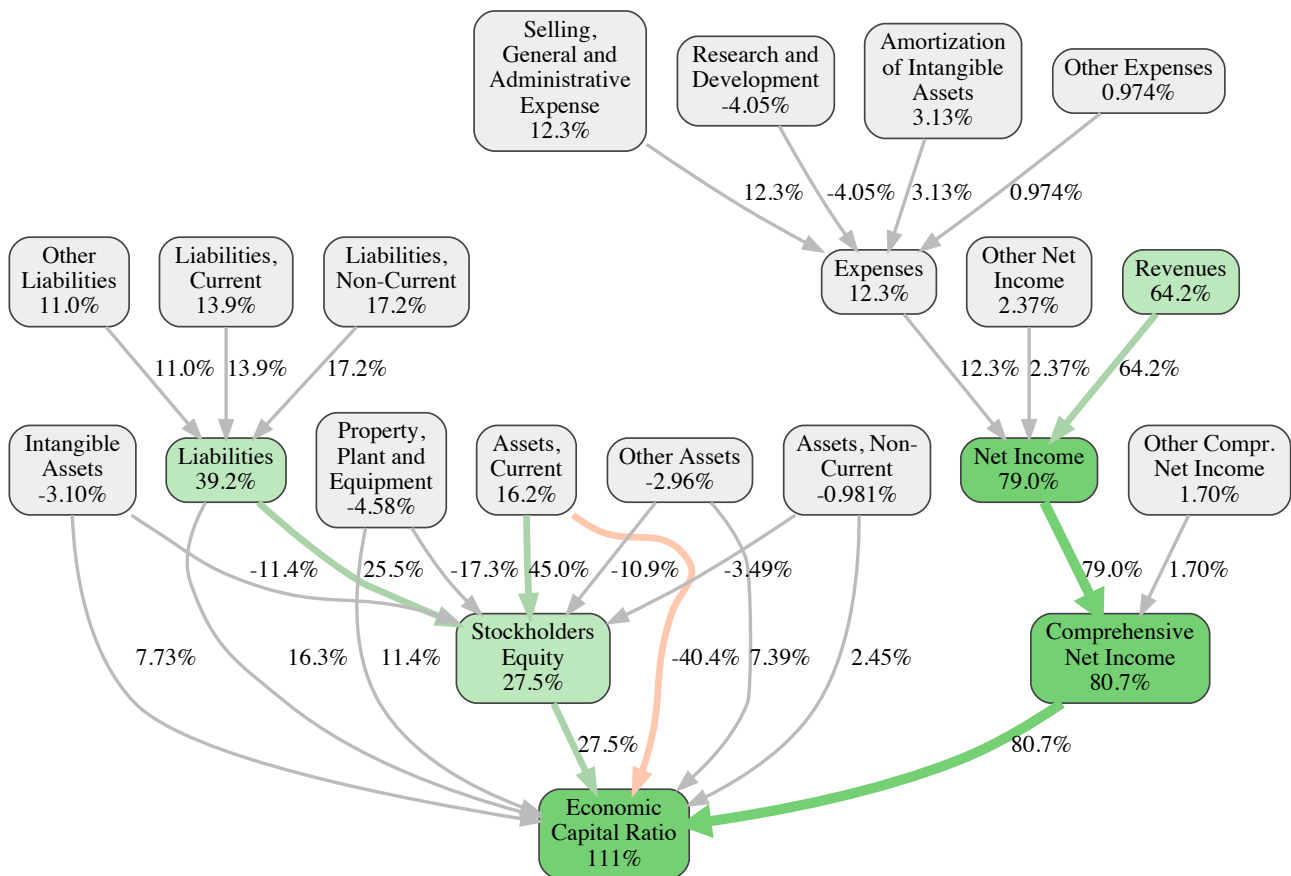 Selling,
General and
Administrative
Expense
12.3%
Research and
Development
-4.05%
Amortization
of Intangible
Assets
3.13%
Other Expenses
0.974%
12.3%
-4.05%
3.13%
0.974%
Other
Liabilities
11.0%
Liabilities,
Current
13.9%
Liabilities,
Non-Current
17.2%
Expenses
12.3%
Other Net
Income
2.37%
Revenues
64.2%
11.0%
13.9%
17.2%
12.3%
2.37%
64.2%
Intangible
Assets
-3.10%
Liabilities
39.2%
Property,
Plant and
Equipment
-4.58%
Assets,
Current
16.2%
Other Assets
-2.96%
Assets, Non-
Current
-0.981%
Net Income
79.0%
Other Compr.
Net Income
1.70%
-11.4%
25.5%
-17.3%
45.0%
-10.9%
-3.49%
79.0%
1.70%
7.73%
16.3%
11.4%
Stockholders
Equity
27.5%
-40.4%
7.39%
2.45%
Comprehensive
Net Income
80.7%
27.5%
80.7%
Economic
Capital Ratio
111%